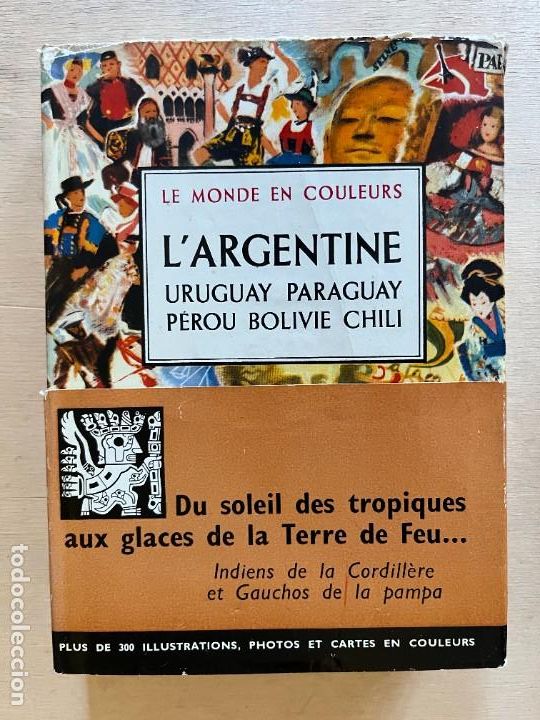 PAR
LE MONDE EN COULEURS
L'ARGENTINE
URUGUAY PARAGUAY
PÉROU BOLIVIE CHILI
Du soleil des tropiques
aux glaces de la Terre de Feu...
Indiens de la Cordillère
et Gauchos de la pampa
PLUS DE 300 ILLUSTRATIONS, PHOTOS ET CARTES EN COULEURS
todocoleccion